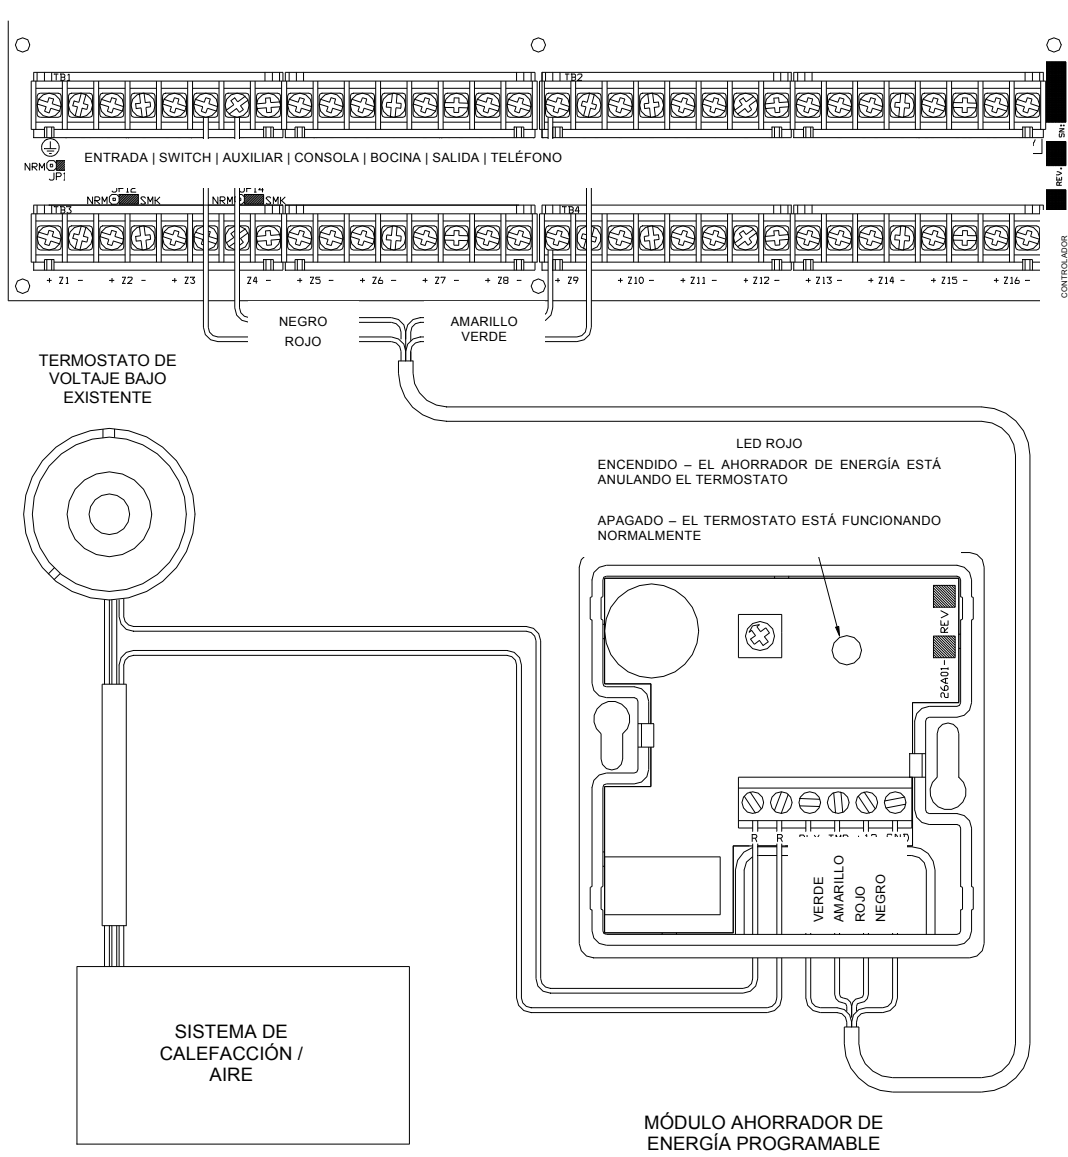 TB1
TB2
SN:
ENTRADA | SWITCH | AUXILIAR | CONSOLA | BOCINA | SALIDA | TELÉFONO
NRM
JP1
REV.
JP12
JP14
NRM SMK
NRM SMK
TB3
TB4
+ Z1 - + Z2 - + Z3 Z4 - + Z5 - + Z6 - + Z7 - + Z8 - + Z9 + Z10 - + Z11 - + Z12 - + Z13 - + Z14 - + Z15 - + Z16 -
CONTROLADOR
NEGRO
ROJO
AMARILLO
VERDE
TERMOSTATO DE
VOLTAJE BAJO
EXISTENTE
LED ROJO
ENCENDIDO – EL AHORRADOR DE ENERGÍA ESTÁ
ANULANDO EL TERMOSTATO
APAGADO – EL TERMOSTATO ESTÁ FUNCIONANDO
NORMALMENTE
26A01- REV
R R
VERDE
AMARILLO
ROJO
NEGRO
SISTEMA DE
CALEFACCIÓN /
AIRE
MÓDULO AHORRADOR DE
ENERGÍA PROGRAMABLE